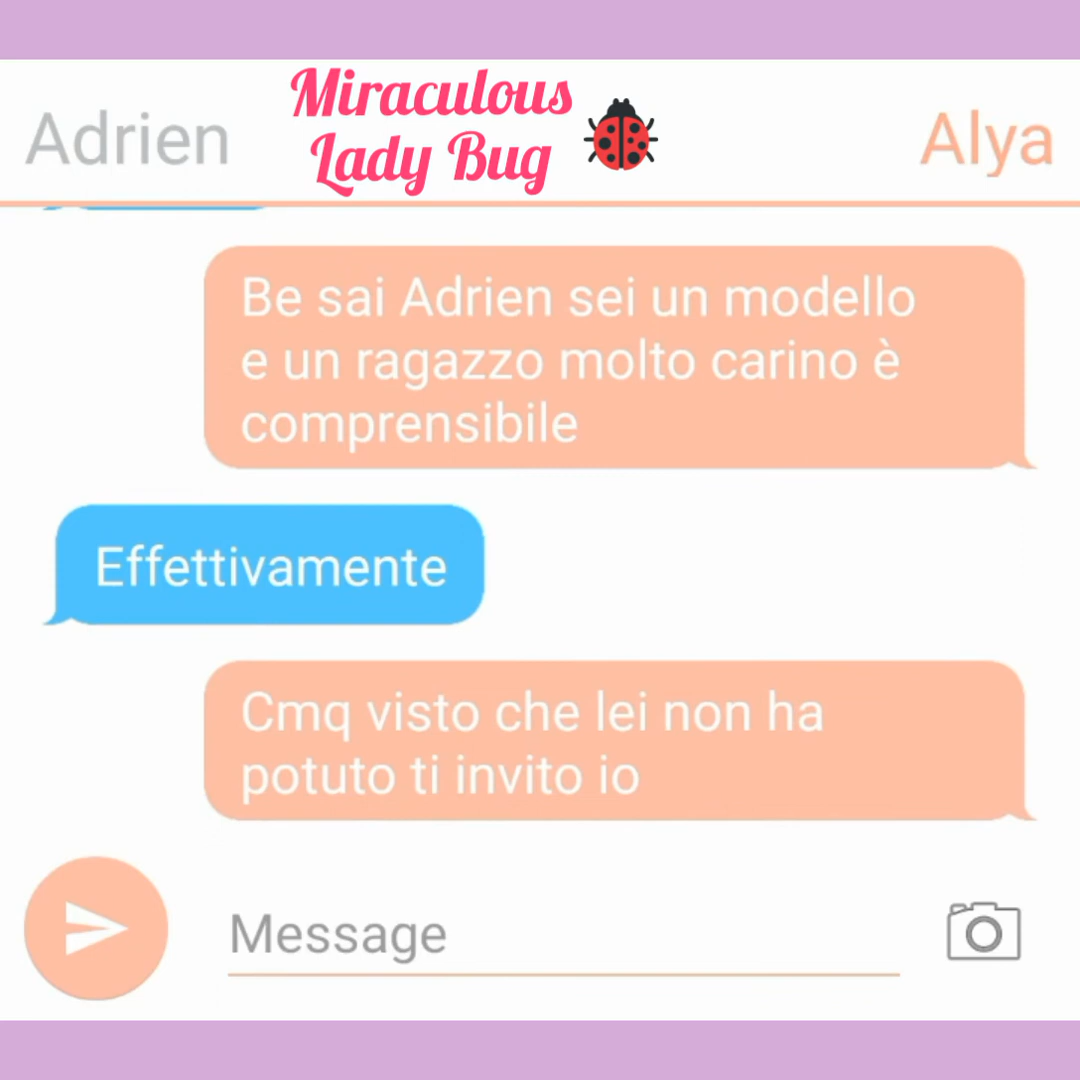 Adrien
Miraculous
Lady Bug
Alya
Be sai Adrien sei un modello
e un ragazzo molto carino è
comprensibile
Effettivamente
Cmq visto che lei non ha
potuto ti invito io
Message